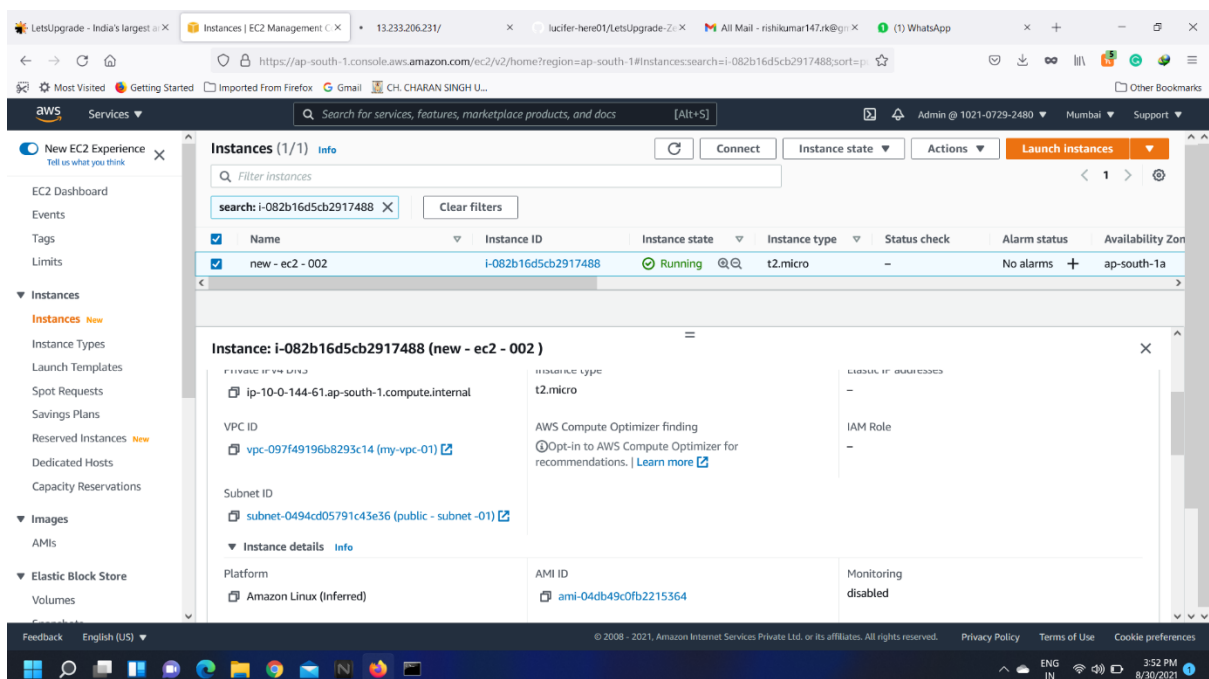 LetsUpgrade - India's largest a
Instances | EC2 Management C
13.233.206.231/
lucifer-here01/LetsUpgrade-Ze
All Mail - rishikumar147.rk@gm
(1) WhatsApp
https://ap-south-1.console.aws.amazon.com/ec2/v2/home?region=ap-south-1#Instances:search=i-082b16d5cb2917488;sort=p
5
Most Visited Getting Started Imported From Firefox Gmail CH. CHARAN SINGH U... Other Bookmarks
aws Services ▼ Search for services, features, marketplace products, and docs [Alt+S] Admin @ 1021-0729-2480 ▼ Mumbai ▼ Support ▼
New EC2 Experience
Tell us what you think
EC2 Dashboard
Events
Tags
Limits
Instances
Instances New
Instance Types
Launch Templates
Spot Requests
Savings Plans
Reserved Instances New
Dedicated Hosts
Capacity Reservations
Images
AMIs
Elastic Block Store
Volumes
Instances (1/1) Info Connect Instance state ▼ Actions ▼ Launch instances ▼
Filter instances
1
search: i-082b16d5cb2917488 Clear filters
Name Instance ID Instance state Instance type Status check Alarm status Availability Zon
new - ec2 - 002 i-082b16d5cb2917488 Running t2.micro – No alarms + ap-south-1a
Instance: i-082b16d5cb2917488 (new - ec2 - 002 )
Private IPv4 DNS
ip-10-0-144-61.ap-south-1.compute.internal
Instance type
t2.micro
Elastic IP addresses
–
VPC ID
vpc-097f49196b8293c14 (my-vpc-01)
AWS Compute Optimizer finding
Opt-in to AWS Compute Optimizer for
recommendations. | Learn more
IAM Role
–
Subnet ID
subnet-0494cd05791c43e36 (public - subnet -01)
Instance details Info
Platform
Amazon Linux (Inferred)
AMI ID
ami-04db49c0fb2215364
Monitoring
disabled
Feedback English (US) ▼ © 2008 - 2021, Amazon Internet Services Private Ltd. or its affiliates. All rights reserved. Privacy Policy Terms of Use Cookie preferences
ENG
IN
3:52 PM
8/30/2021
1